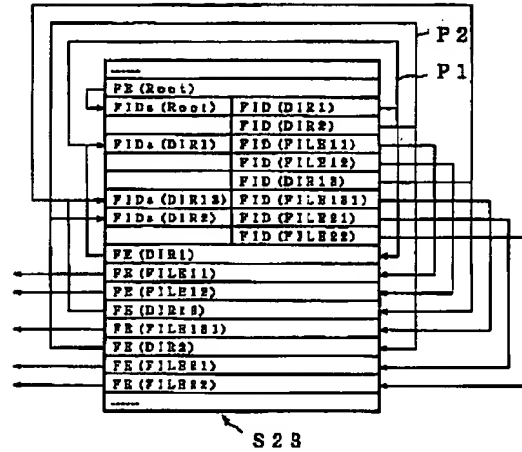 P2
P1
FE (Root)
FIDs (Root) FID (DIR1)
FID (DIR2)
FIDs (DIR1) FID (FILE11)
FID (FILE12)
FID (DIR13)
FIDs (DIR13) FID (FILE131)
FIDs (DIR2) FID (FILE21)
FID (FILE22)
FE (DIR1)
FE (FILE11)
FE (FILE12)
FE (DIR13)
FE (FILE131)
FE (DIR2)
FE (FILE21)
FE (FILE22)
S23